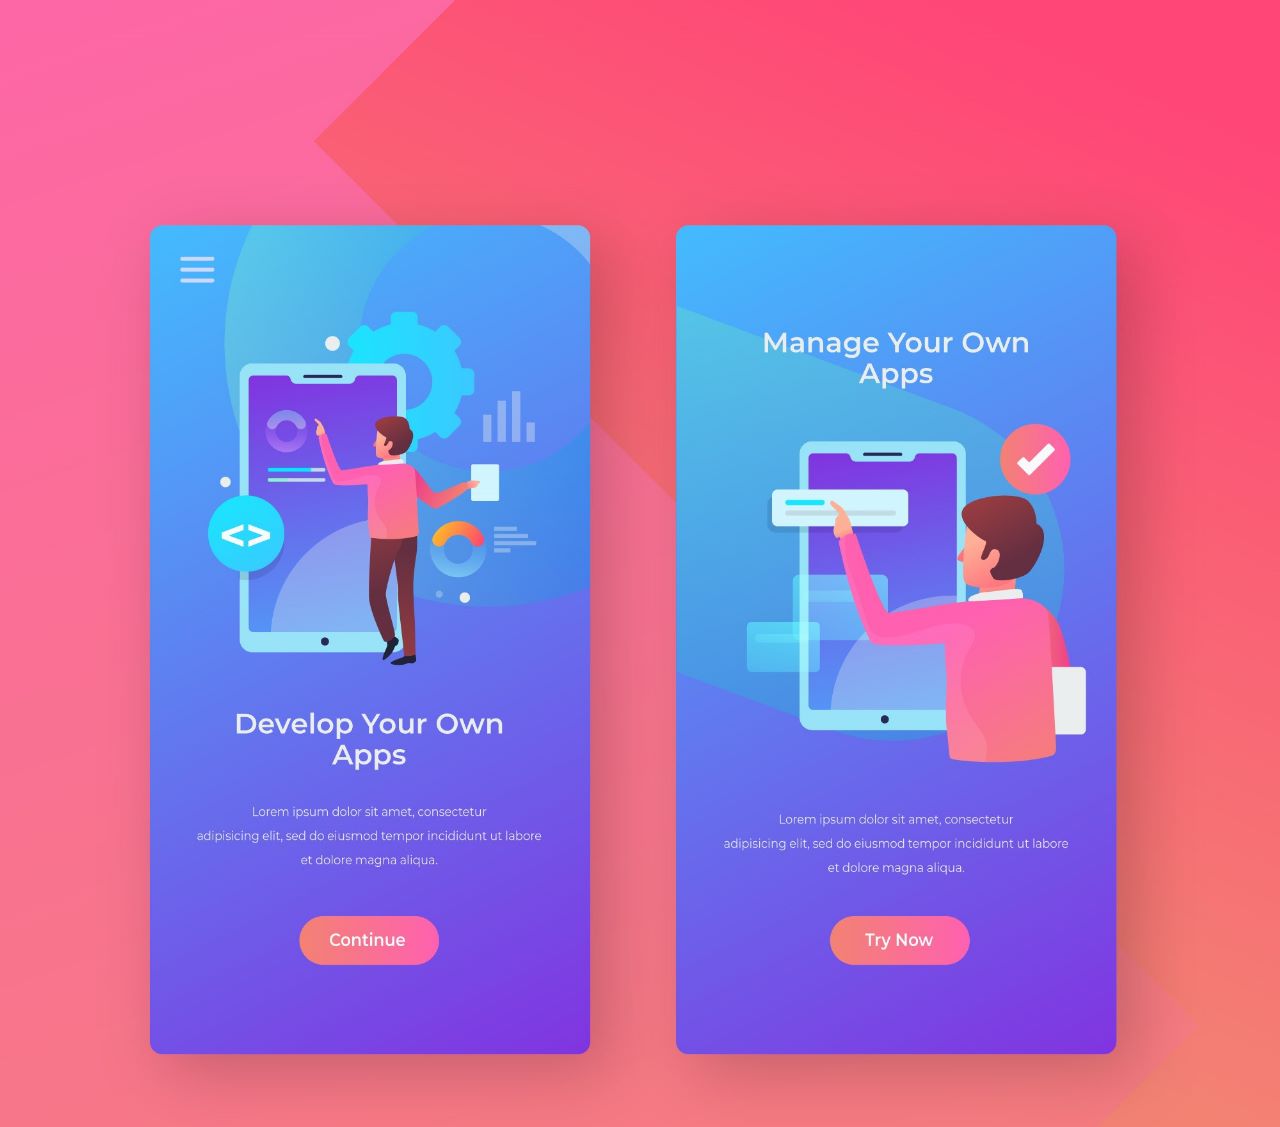 <>
Develop Your Own
Apps
Lorem ipsum dolor sit amet, consectetur
adipisicing elit, sed do eiusmod tempor incididunt ut labore
et dolore magna aliqua.
Continue
Manage Your Own
Apps
Lorem ipsum dolor sit amet, consectetur
adipisicing elit, sed do eiusmod tempor incididunt ut labore
et dolore magna aliqua.
Try Now